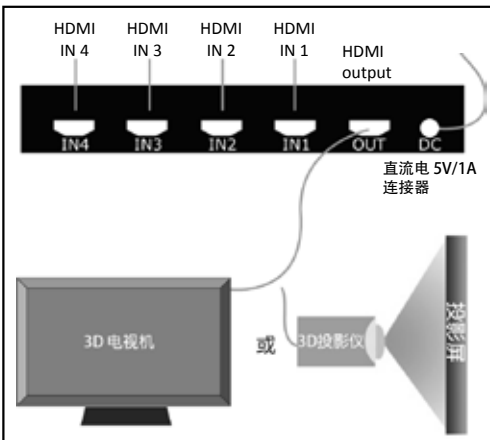 HDMI IN 4
HDMI IN 3
HDMI IN 2
HDMI IN 1
HDMI output
IN4 IN3 IN2 IN1 OUT DC
直流电 5V/1A
连接器
3D 电视机
或
3D投影仪
投影屏